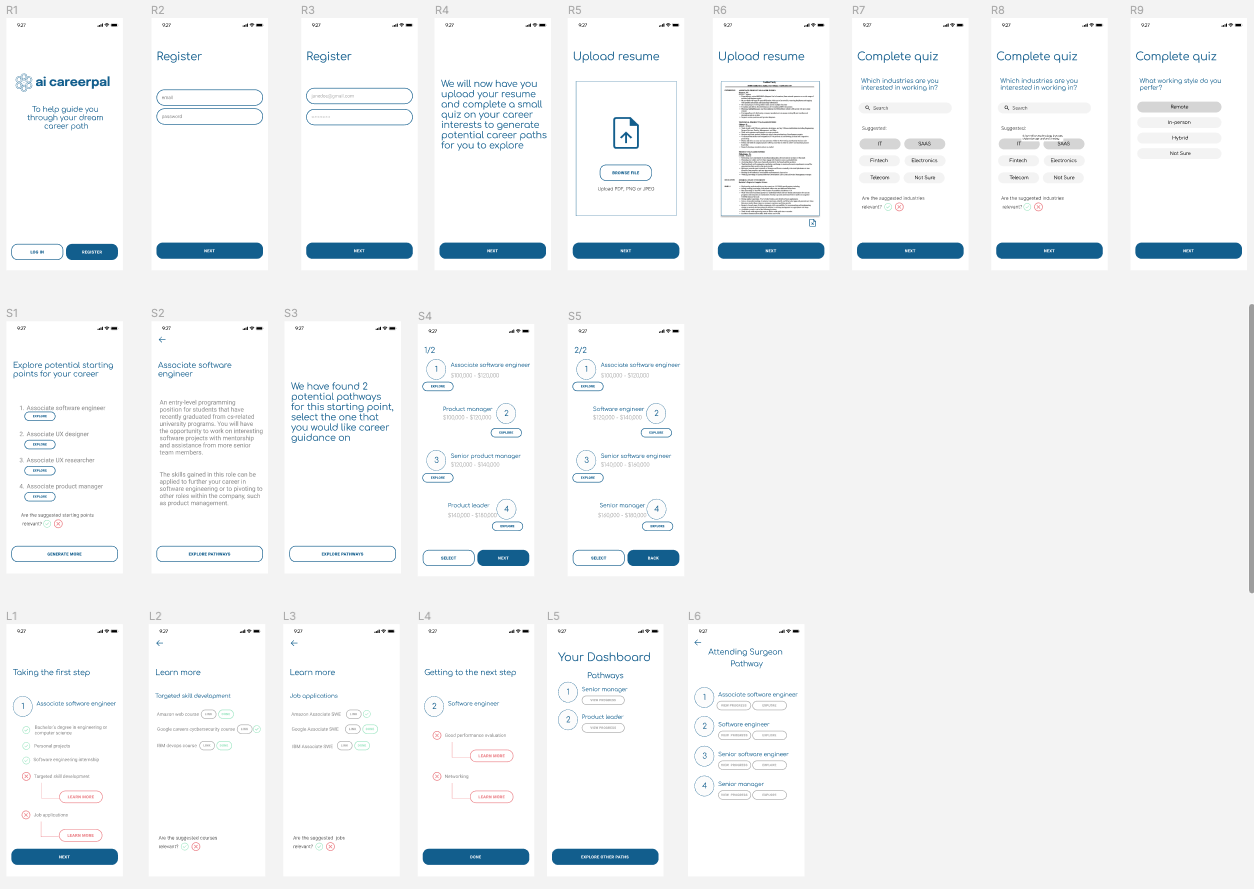 R1
9:27
ai careerpal
To help guide you
through your dream
career path
LOG IN
REGISTER
R2
9:27
Register
email
password
NEXT
R3
9:27
Register
NEXT
R4
9:27
We will now have you
upload your resume
and complete a small
quiz on your career
interests to generate
potential career paths
for you to explore
NEXT
R5
9:27
Upload resume
BROWSE FILE
Upload PDF, PNG or JPEG
NEXT
R6
9:27
Upload resume
NEXT
R7
9:27
Complete quiz
Which industries are you
interested in working in?
Search
Suggested:
IT
SAAS
Fintech
Electronics
Telecom
Not Sure
Are the suggested industries
relevant?
NEXT
R8
9:27
Complete quiz
Which industries are you
interested in working in?
Search
Suggested:
IT
SAAS
Fintech
Electronics
Telecom
Not Sure
Are the suggested industries
relevant?
NEXT
R9
9:27
Complete quiz
What working style do you
perfer?
Remote
In-person
Hybrid
Not Sure
NEXT
S1
9:27
Explore potential starting
points for your career
1. Associate software engineer
EXPLORE
2. Associate UX designer
EXPLORE
3. Associate UX researcher
EXPLORE
4. Associate product manager
EXPLORE
Are the suggested starting points
relevant?
GENERATE MORE
S2
9:27
Associate software
engineer
An entry-level programming
position for students that have
recently graduated from cs-related
university programs. You will have
the opportunity to work on interesting
software projects with mentorship
and assistance from more senior
team members.
The skills gained in this role can be
applied to further your career in
software engineering or to pivoting to
other roles within the company, such
as product management.
EXPLORE PATHWAYS
S3
9:27
We have found 2
potential pathways
for this starting point,
select the one that
you would like career
guidance on
EXPLORE PATHWAYS
S4
9:27
1/2
1
Associate software engineer
$100,000 - $120,000
EXPLORE
Product manager
$100,000 - $120,000
2
EXPLORE
3
Senior product manager
$120,000 - $140,000
EXPLORE
Product leader
$140,000 - $180,000
4
EXPLORE
SELECT
NEXT
S5
9:27
2/2
1
Associate software engineer
$100,000 - $120,000
EXPLORE
Software engineer
$120,000 - $140,000
2
EXPLORE
3
Senior software engineer
$140,000 - $160,000
EXPLORE
Senior manager
$160,000 - $180,000
4
EXPLORE
SELECT
BACK
L1
9:27
Taking the first step
1
Associate software engineer
Bachelor's degree in engineering or
computer science
Personal projects
Software engineering internship
Targeted skill development
LEARN MORE
Job applications
LEARN MORE
NEXT
L2
9:27
Learn more
Targeted skill development
Amazon web course
LINK
DONE
Google careers cybersecurity course
LINK
IBM devops course
LINK
DONE
Are the suggested courses
relevant?
L3
9:27
Learn more
Job applications
Amazon Associate SWE
LINK
Google Associate SWE
LINK
DONE
IBM Associate SWE
LINK
DONE
Are the suggested jobs
relevant?
L4
9:27
Getting to the next step
2
Software engineer
Good performance evaluation
LEARN MORE
Networking
LEARN MORE
DONE
L5
9:27
Your Dashboard
Pathways
1
Senior manager
VIEW PROGRESS
2
Product leader
VIEW PROGRESS
EXPLORE OTHER PATHS
L6
9:27
Attending Surgeon
Pathway
1
Associate software engineer
VIEW PROGRESS
EXPLORE
2
Software engineer
VIEW PROGRESS
EXPLORE
3
Senior software engineer
VIEW PROGRESS
EXPLORE
4
Senior manager
VIEW PROGRESS
EXPLORE